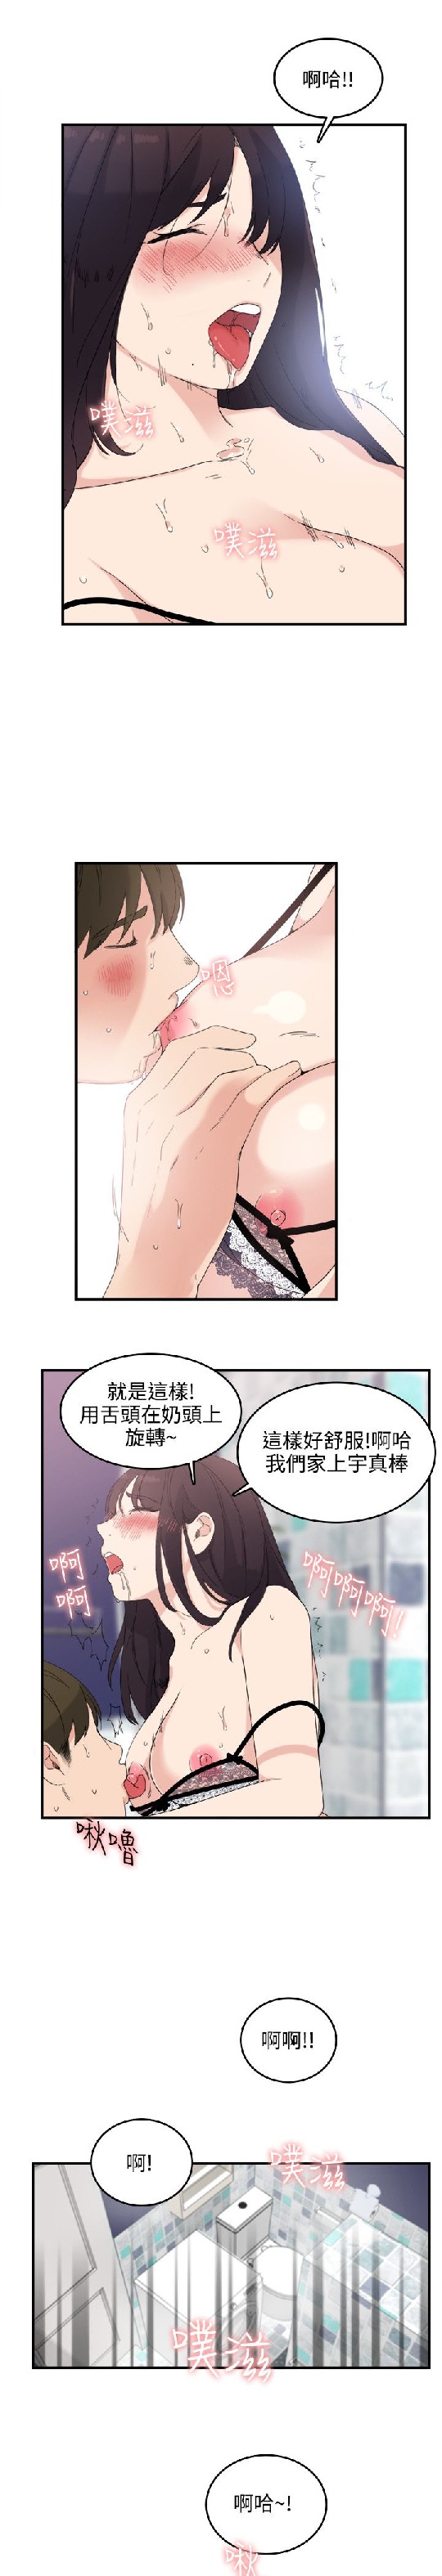 啊哈!!
噗滋
噗滋
嗯
就是這樣!
用舌頭在奶頭上
旋轉~
這樣好舒服!啊哈
我們家上宇真棒
啊
啊
啊啊啊!
啾嚕
啊啊!!
啊!
噗滋
噗滋
啊哈~!
啾